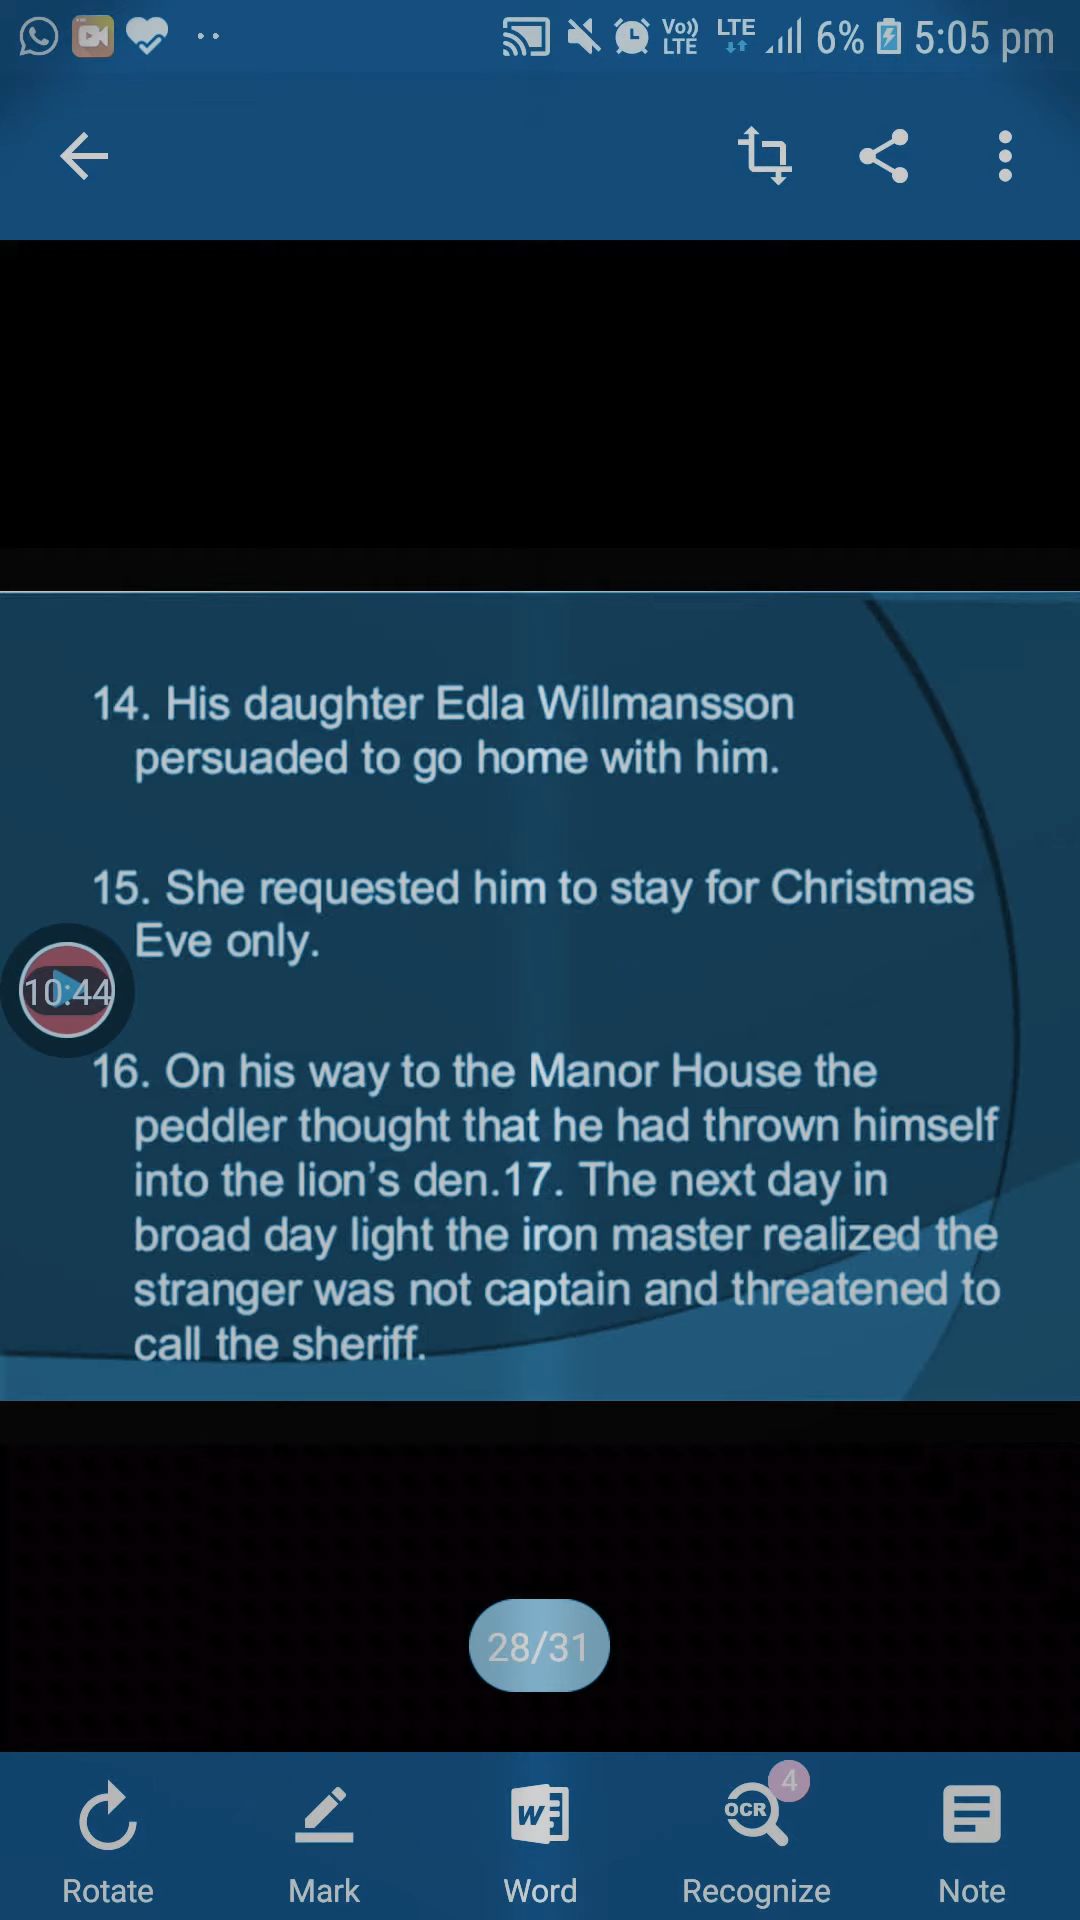 Vo)) LTE LTE 6% 5:05 pm
14. His daughter Edla Willmansson
persuaded to go home with him.
15. She requested him to stay for Christmas
Eve only.
10:44
16. On his way to the Manor House the
peddler thought that he had thrown himself
into the lion's den.17. The next day in
broad day light the iron master realized the
stranger was not captain and threatened to
call the sheriff.
28/31
W OCR 4
Rotate Mark Word Recognize Note